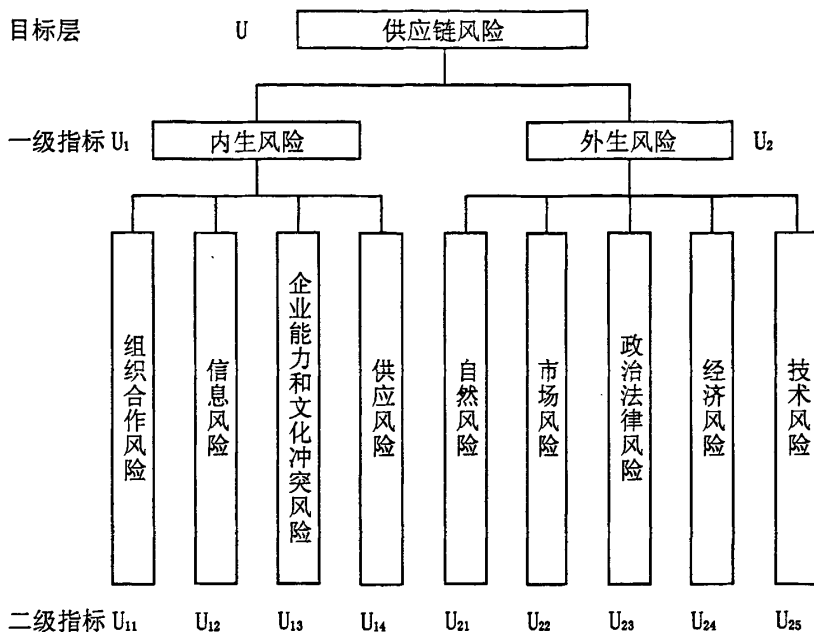 目标层 U 供应链风险
一级指标 U₁ 内生风险 外生风险 U₂
组织合作风险
信息风险
企业能力和文化冲突风险
供应风险
自然风险
市场风险
政治法律风险
经济风险
技术风险
二级指标 U₁₁ U₁₂ U₁₃ U₁₄ U₂₁ U₂₂ U₂₃ U₂₄ U₂₅